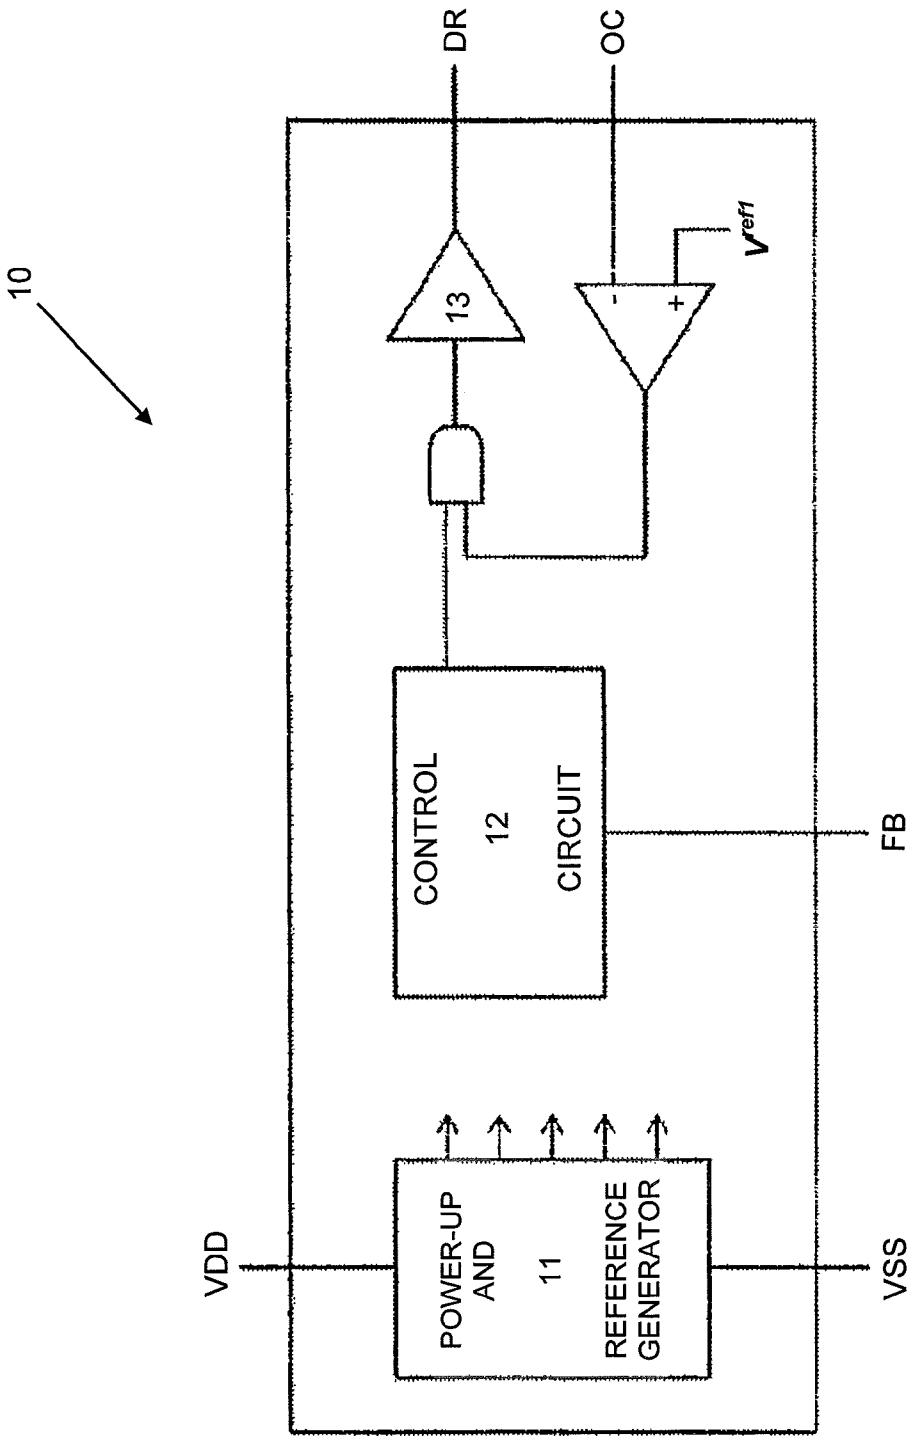 10
VDD
POWER-UP
AND
11
REFERENCE
GENERATOR
VSS
CONTROL
12
CIRCUIT
FB
13
DR
-
+
OC
Vref1